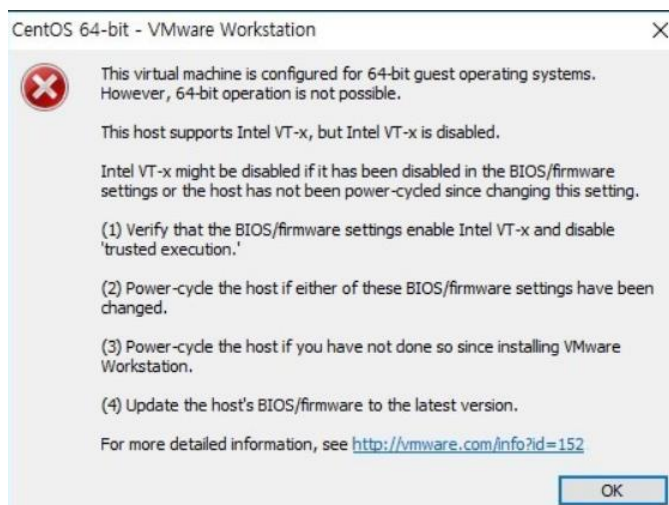 CentOS 64-bit - VMware Workstation
This virtual machine is configured for 64-bit guest operating systems.
However, 64-bit operation is not possible.
This host supports Intel VT-x, but Intel VT-x is disabled.
Intel VT-x might be disabled if it has been disabled in the BIOS/firmware
settings or the host has not been power-cycled since changing this setting.
(1) Verify that the BIOS/firmware settings enable Intel VT-x and disable
'trusted execution.'
(2) Power-cycle the host if either of these BIOS/firmware settings have been
changed.
(3) Power-cycle the host if you have not done so since installing VMware
Workstation.
(4) Update the host's BIOS/firmware to the latest version.
For more detailed information, see http://vmware.com/info?id=152
OK